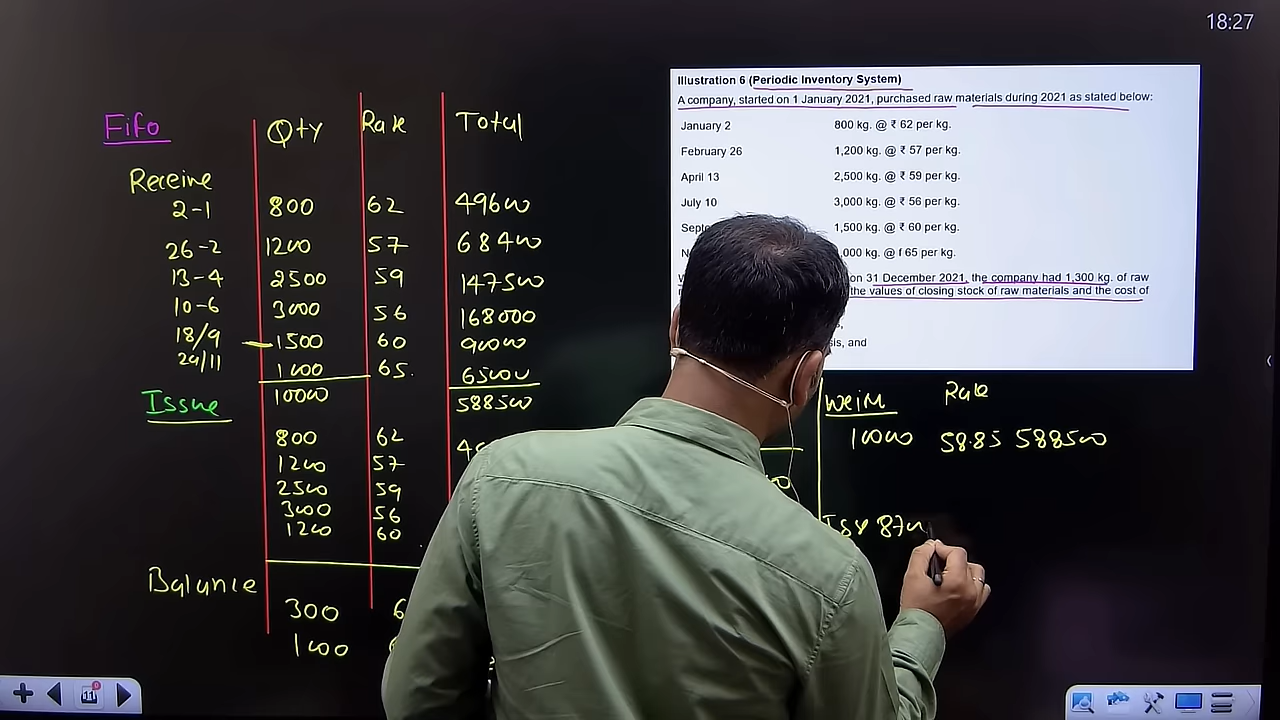 18:27
Illustration 6 (Periodic Inventory System)
A company, started on 1 January 2021, purchased raw materials during 2021 as stated below:
January 2 800 kg. @ ₹ 62 per kg.
February 26 1,200 kg. @ ₹ 57 per kg.
April 13 2,500 kg. @ ₹ 59 per kg.
July 10 3,000 kg. @ ₹ 56 per kg.
1,500 kg. @ ₹ 60 per kg.
,000 kg. @ f 65 per kg.
on 31 December 2021, the company had 1,300 kg. of raw
the values of closing stock of raw materials and the cost of
and
Fifo Qty Rate Total
Receive
2-1 800 62 49600
26-2 1200 57 68400
13-4 2500 59 147500
10-6 3000 56 168000
18/9 1500 60 90000
24/11 1000 65. 65000
10000 588500
Issue
800 62
1200 57
2500 59
3000 56
1200 60
Balance
300 6
1000
Rate
10000 58.85 588500
870
11